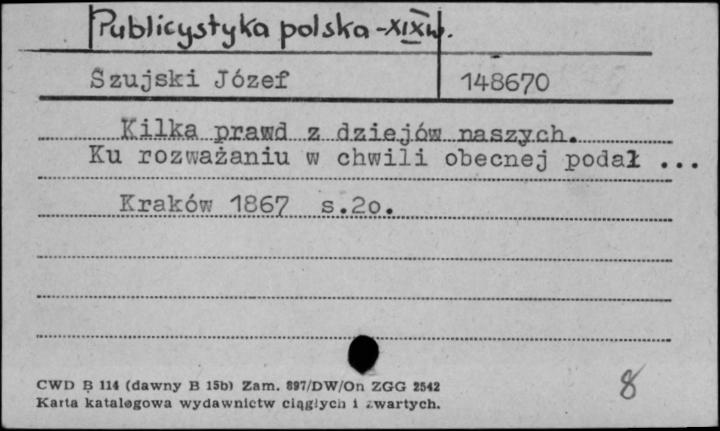 Publicystyka polska - XIX w.
Szujski Józef 148670
Kilka prawd z dziejów naszych.
Ku rozważaniu w chwili obecnej podał ...
Kraków 1867 s.2o.
CWD B 114 (dawny B 15b) Zam. 897/DW/On ZGG 2542
Karta katalogowa wydawnictw ciągłych i zwartych.
8